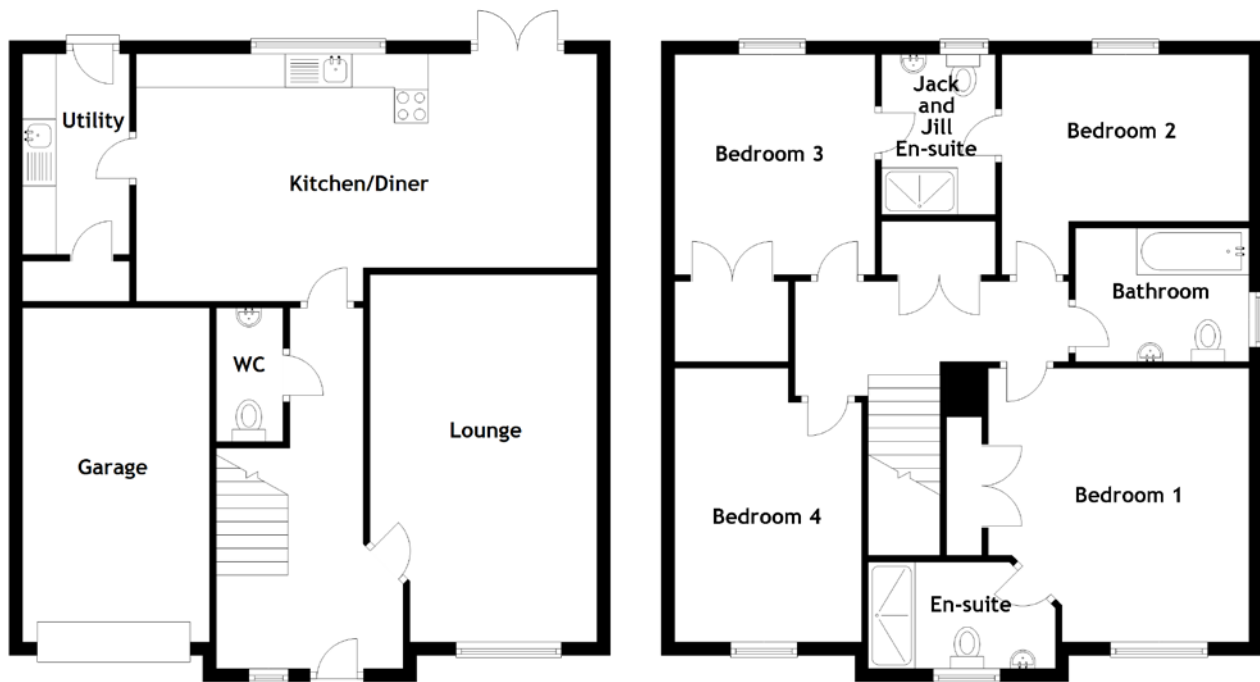 Utility
Kitchen/Diner
WC
Lounge
Garage
Jack
and
Jill
En-suite
Bedroom 3
Bedroom 2
Bathroom
Bedroom 1
Bedroom 4
En-suite